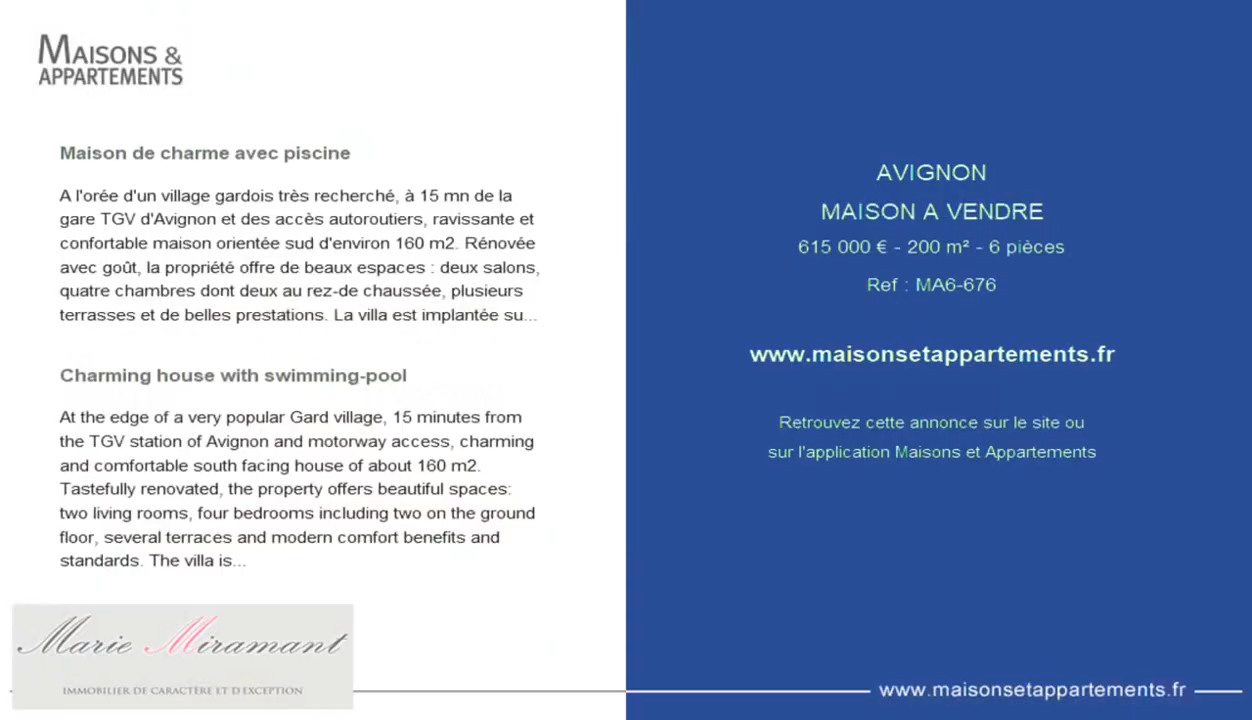 MAISONS &
APPARTEMENTS
Maison de charme avec piscine
A l'orée d'un village gardois très recherché, à 15 mn de la
gare TGV d'Avignon et des accès autoroutiers, ravissante et
confortable maison orientée sud d'environ 160 m2. Rénovée
avec goût, la propriété offre de beaux espaces : deux salons,
quatre chambres dont deux au rez-de chaussée, plusieurs
terrasses et de belles prestations. La villa est implantée su...
Charming house with swimming-pool
At the edge of a very popular Gard village, 15 minutes from
the TGV station of Avignon and motorway access, charming
and comfortable south facing house of about 160 m2.
Tastefully renovated, the property offers beautiful spaces:
two living rooms, four bedrooms including two on the ground
floor, several terraces and modern comfort benefits and
standards. The villa is...
Marie Miramant
IMMOBILIER DE CARACTÈRE ET D'EXCEPTION
AVIGNON
MAISON A VENDRE
615 000 € - 200 m² - 6 pièces
Ref : MA6-676
www.maisonsetappartements.fr
Retrouvez cette annonce sur le site ou
sur l'application Maisons et Appartements
www.maisonsetappartements.fr